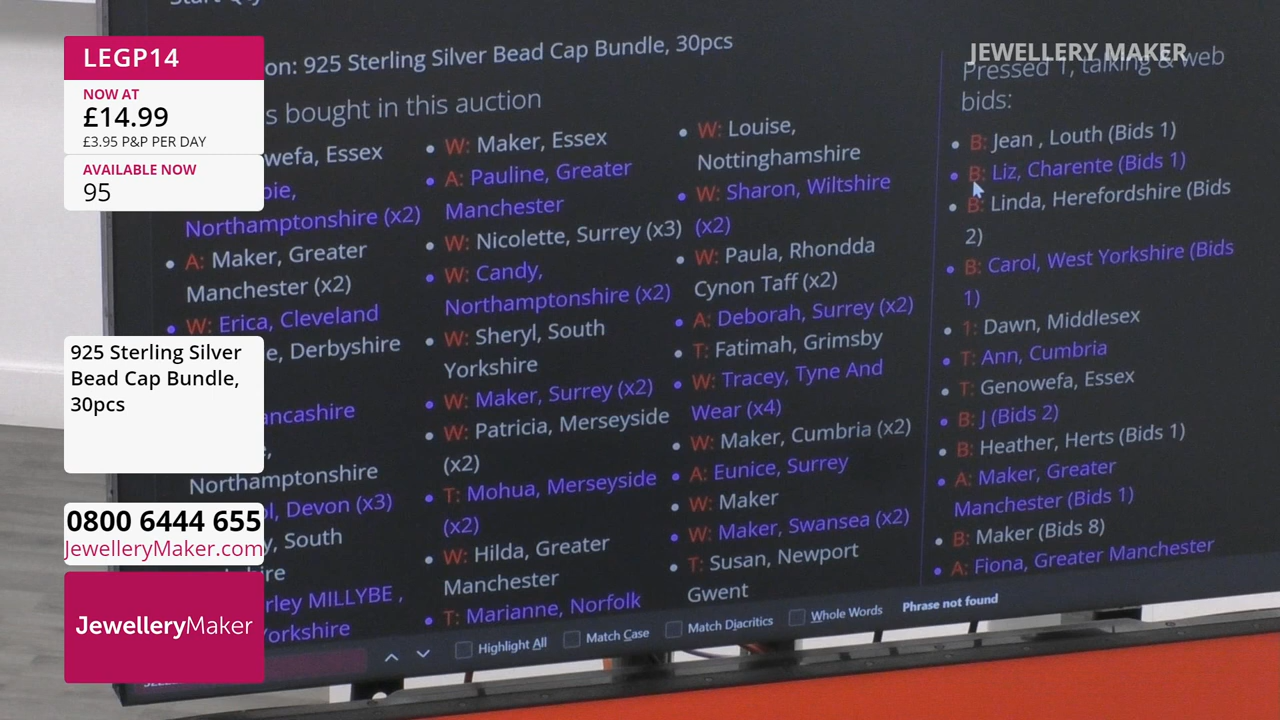 LEGP14
NOW AT
£14.99
£3.95 P&P PER DAY
AVAILABLE NOW
95
925 Sterling Silver
Bead Cap Bundle,
30pcs
0800 6444 655
JewelleryMaker.com
JewelleryMaker
JEWELLERY MAKER
on: 925 Sterling Silver Bead Cap Bundle, 30pcs
s bought in this auction
wefa, Essex
ie,
Northamptonshire (x2)
A: Maker, Greater
Manchester (x2)
W: Erica, Cleveland
e, Derbyshire
ancashire
Northamptonshire
ol, Devon (x3)
y, South
ire
rley MILLYBE ,
orkshire
W: Maker, Essex
A: Pauline, Greater
Manchester
W: Nicolette, Surrey (x3)
W: Candy,
Northamptonshire (x2)
W: Sheryl, South
Yorkshire
W: Maker, Surrey (x2)
W: Patricia, Merseyside
(x2)
T: Mohua, Merseyside
(x2)
W: Hilda, Greater
Manchester
T: Marianne, Norfolk
W: Louise,
Nottinghamshire
W: Sharon, Wiltshire
(x2)
W: Paula, Rhondda
Cynon Taff (x2)
A: Deborah, Surrey (x2)
T: Fatimah, Grimsby
W: Tracey, Tyne And
Wear (x4)
W: Maker, Cumbria (x2)
A: Eunice, Surrey
W: Maker
W: Maker, Swansea (x2)
T: Susan, Newport
Gwent
Pressed 1, talking & web
bids:
B: Jean , Louth (Bids 1)
B: Liz, Charente (Bids 1)
B: Linda, Herefordshire (Bids
2)
B: Carol, West Yorkshire (Bids
1)
1: Dawn, Middlesex
T: Ann, Cumbria
T: Genowefa, Essex
B: J (Bids 2)
B: Heather, Herts (Bids 1)
A: Maker, Greater
Manchester (Bids 1)
B: Maker (Bids 8)
A: Fiona, Greater Manchester
Highlight All Match Case Match Diacritics Whole Words Phrase not found